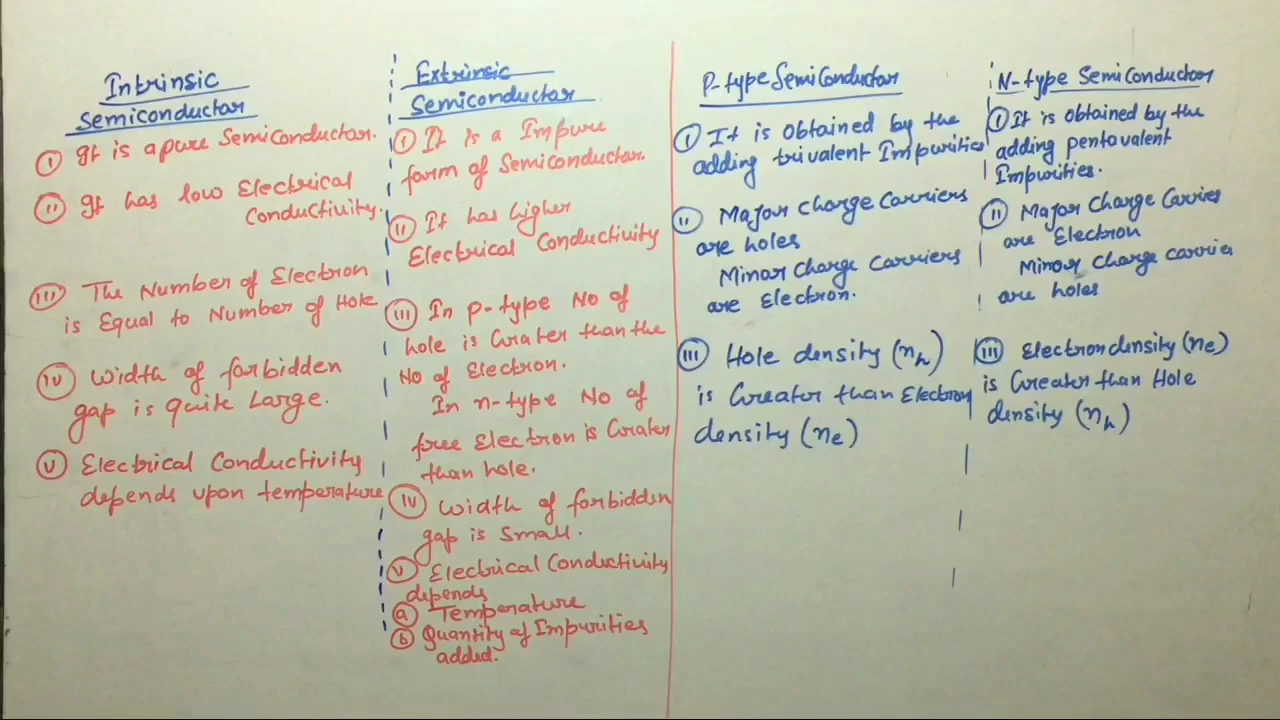 Intrinsic
Semiconductor
(i) It is a pure Semiconductor.
(ii) It has low Electrical
Conductivity.
(iii) The Number of Electron
is Equal to Number of Hole
(iv) Width of forbidden
gap is quite Large.
(v) Electrical Conductivity
depends upon temperature
Extrinsic
Semiconductor
(i) It is a Impure
form of Semiconductor.
(ii) It has higher
Electrical Conductivity
(iii) In p-type No of
hole is Grater than the
No of Electron.
In n-type No of
free Electron is Grater
than hole.
(iv) Width of forbidden
gap is Small.
(v) Electrical Conductivity
depends
(a) Temperature
(b) Quantity of Impurities
added.
P-type SemiConductor
(i) It is obtained by the
adding trivalent Impurities
(ii) Major Charge Carriers
are holes
Minor Charge Carriers
are Electron.
(iii) Hole density (nh)
is Greater than Electron
density (ne)
N-type SemiConductor
(i) It is obtained by the
adding pentavalent
Impurities.
(ii) Major Charge Carries
are Electron
Minor Charge carrie
are holes
(iii) Electron density (ne)
is Greater than Hole
density (nh)